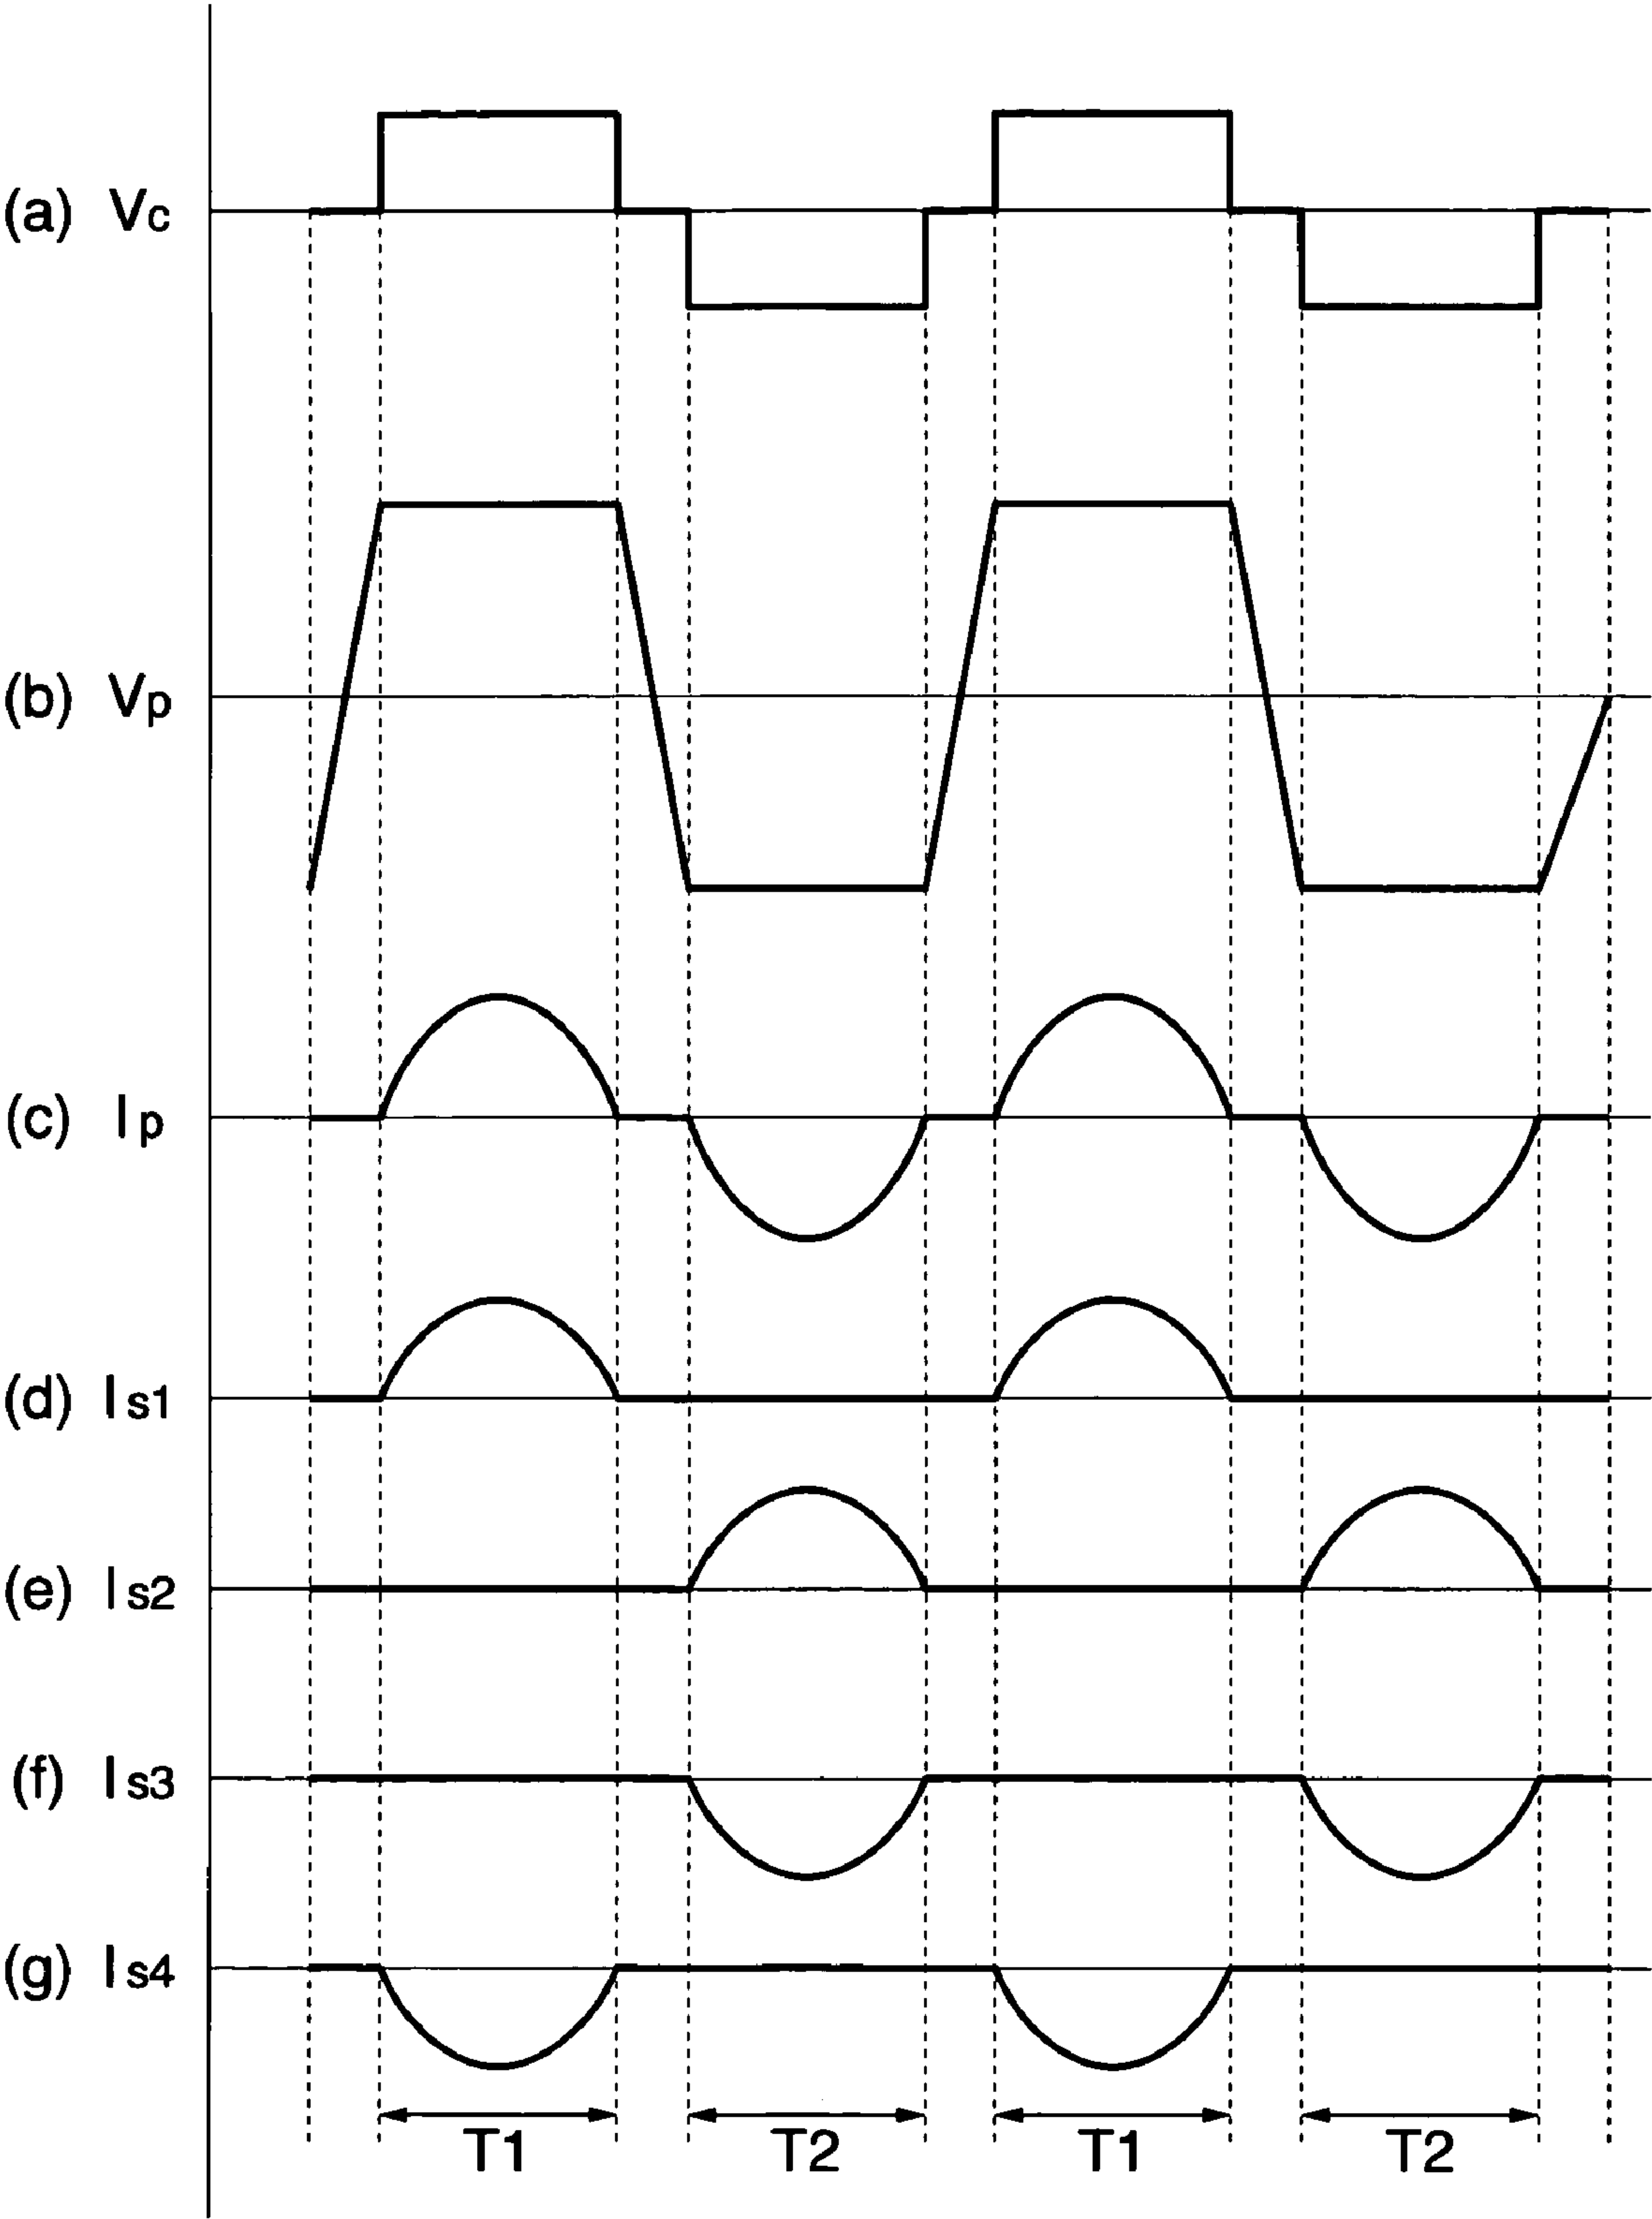 (a) Vc
(b) Vp
(c) Ip
(d) Is1
(e) Is2
(f) Is3
(g) Is4
T1 T2 T1 T2